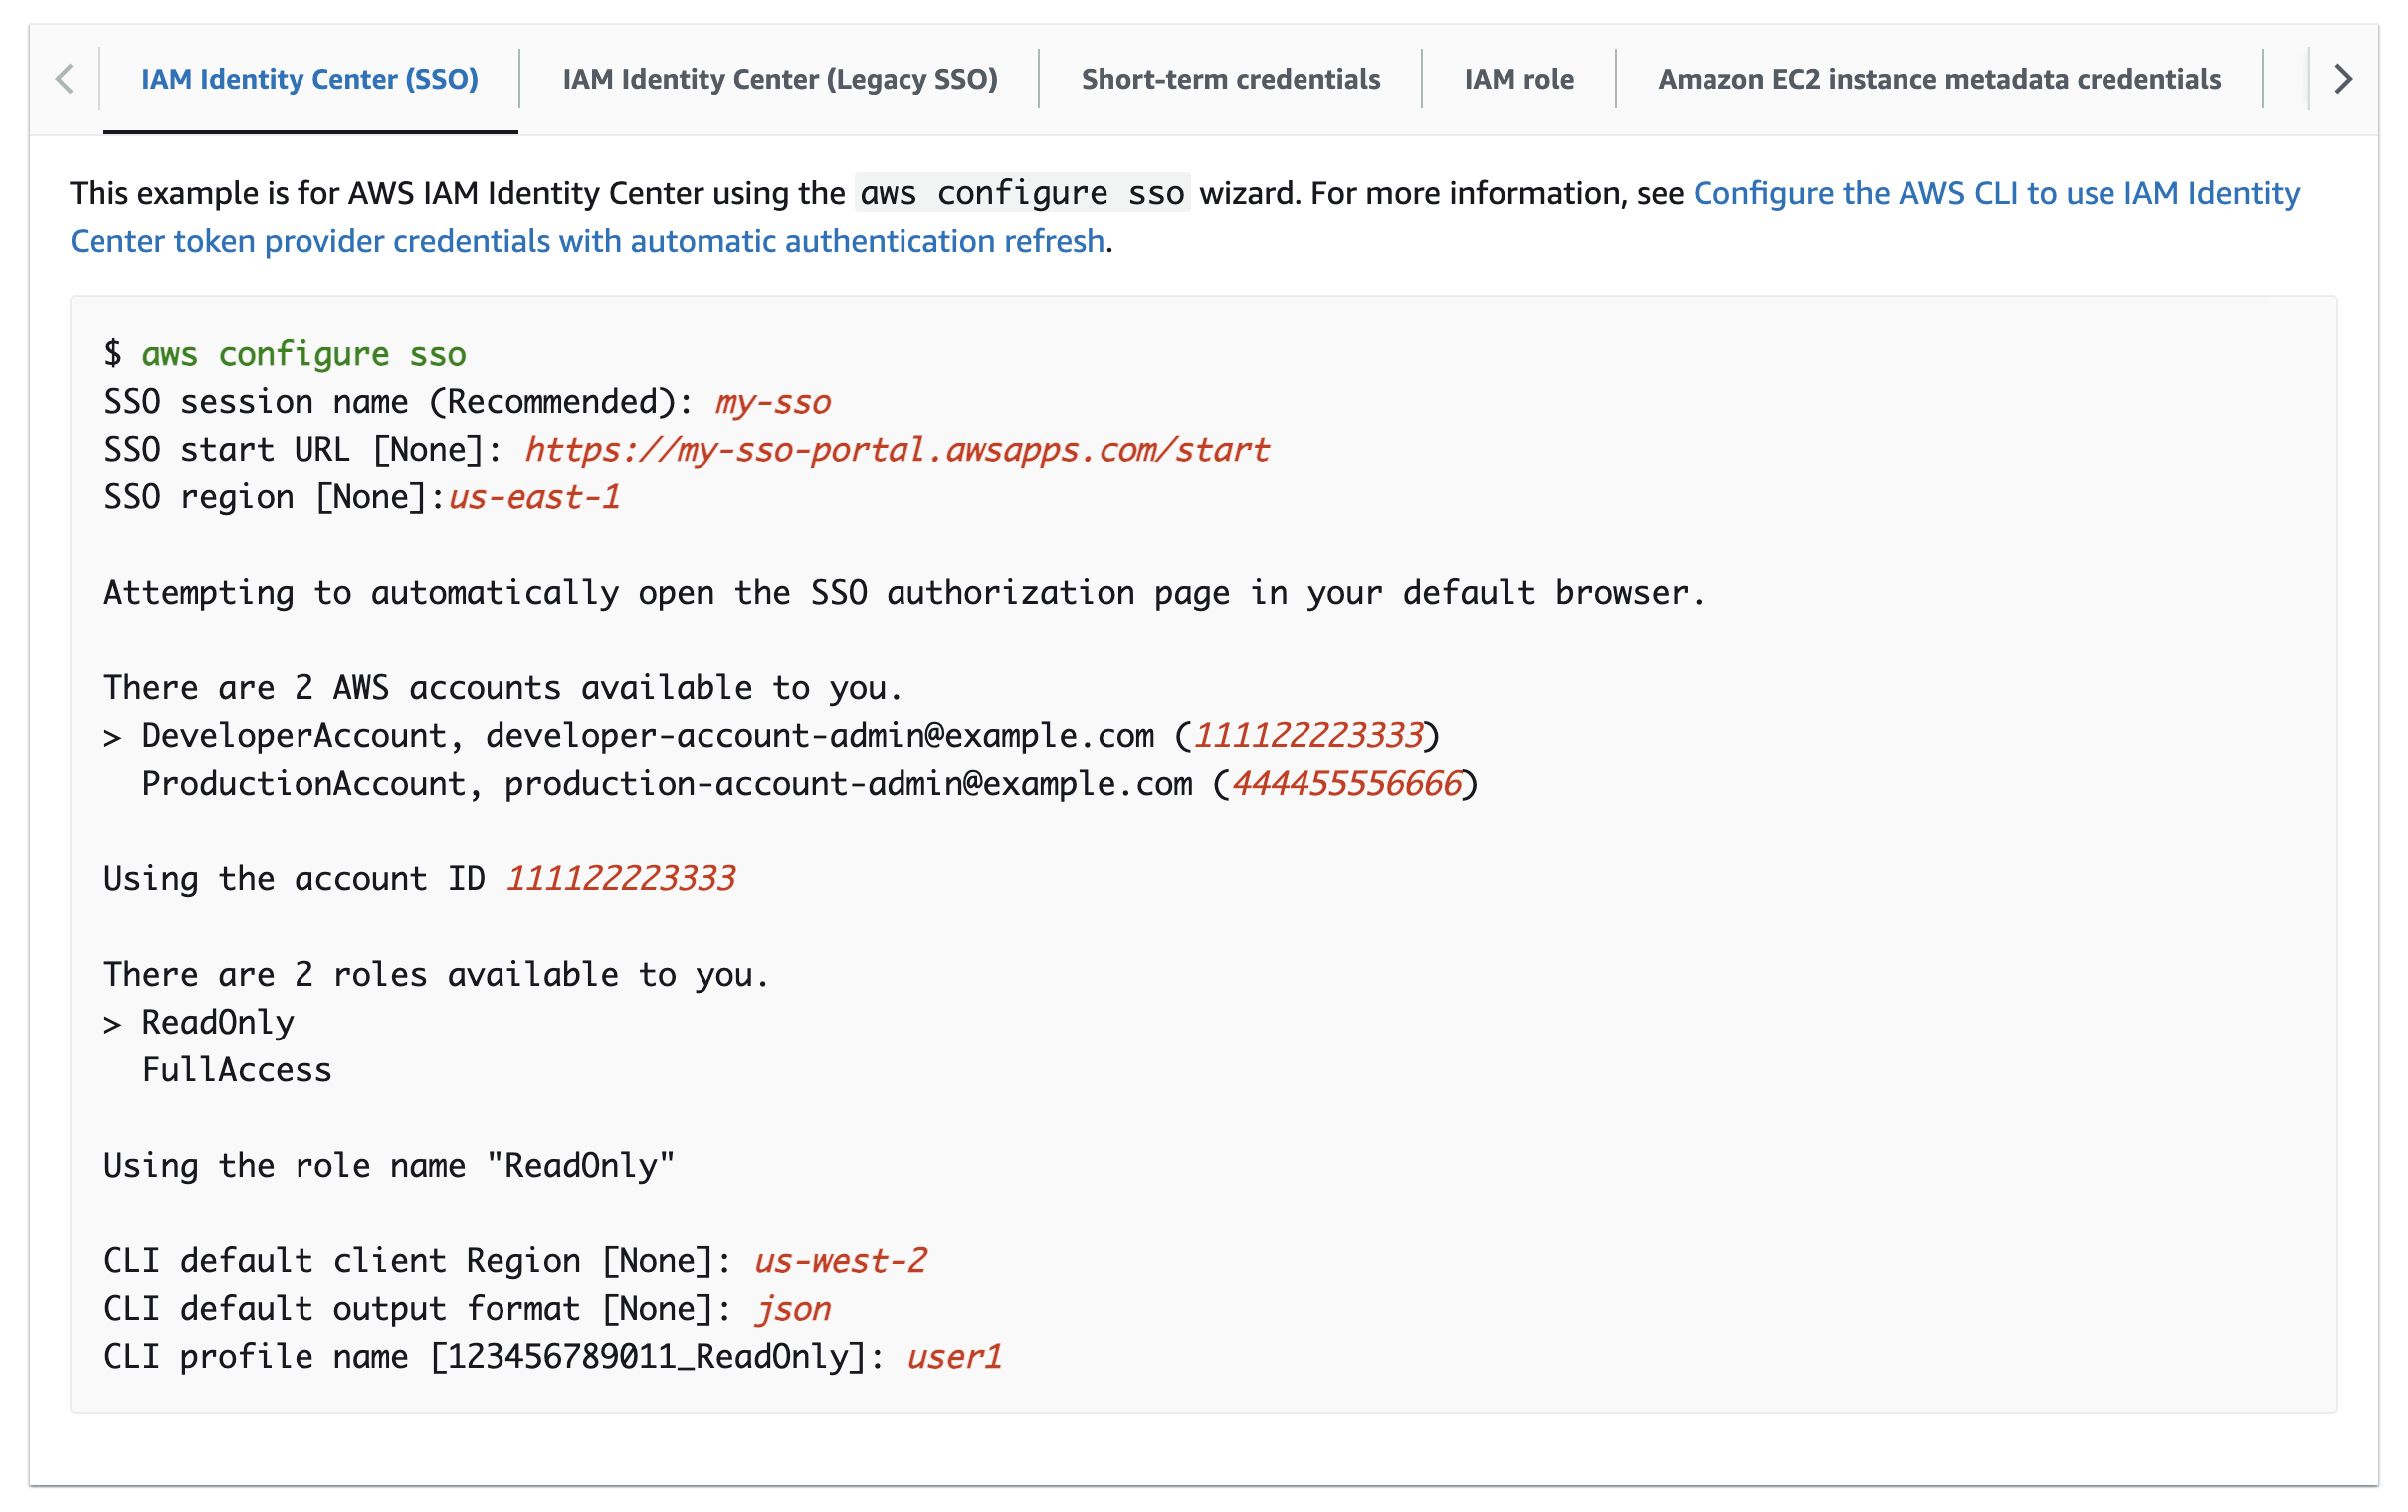 IAM Identity Center (SSO)
IAM Identity Center (Legacy SSO)
Short-term credentials
IAM role
Amazon EC2 instance metadata credentials
This example is for AWS IAM Identity Center using the aws configure sso wizard. For more information, see Configure the AWS CLI to use IAM Identity
Center token provider credentials with automatic authentication refresh.
$ aws configure sso
SSO session name (Recommended): my-sso
SSO start URL [None]: https://my-sso-portal.awsapps.com/start
SSO region [None]:us-east-1
Attempting to automatically open the SSO authorization page in your default browser.
There are 2 AWS accounts available to you.
> DeveloperAccount, developer-account-admin@example.com (111122223333)
ProductionAccount, production-account-admin@example.com (444455556666)
Using the account ID 111122223333
There are 2 roles available to you.
> ReadOnly
FullAccess
Using the role name "ReadOnly"
CLI default client Region [None]: us-west-2
CLI default output format [None]: json
CLI profile name [123456789011_ReadOnly]: user1